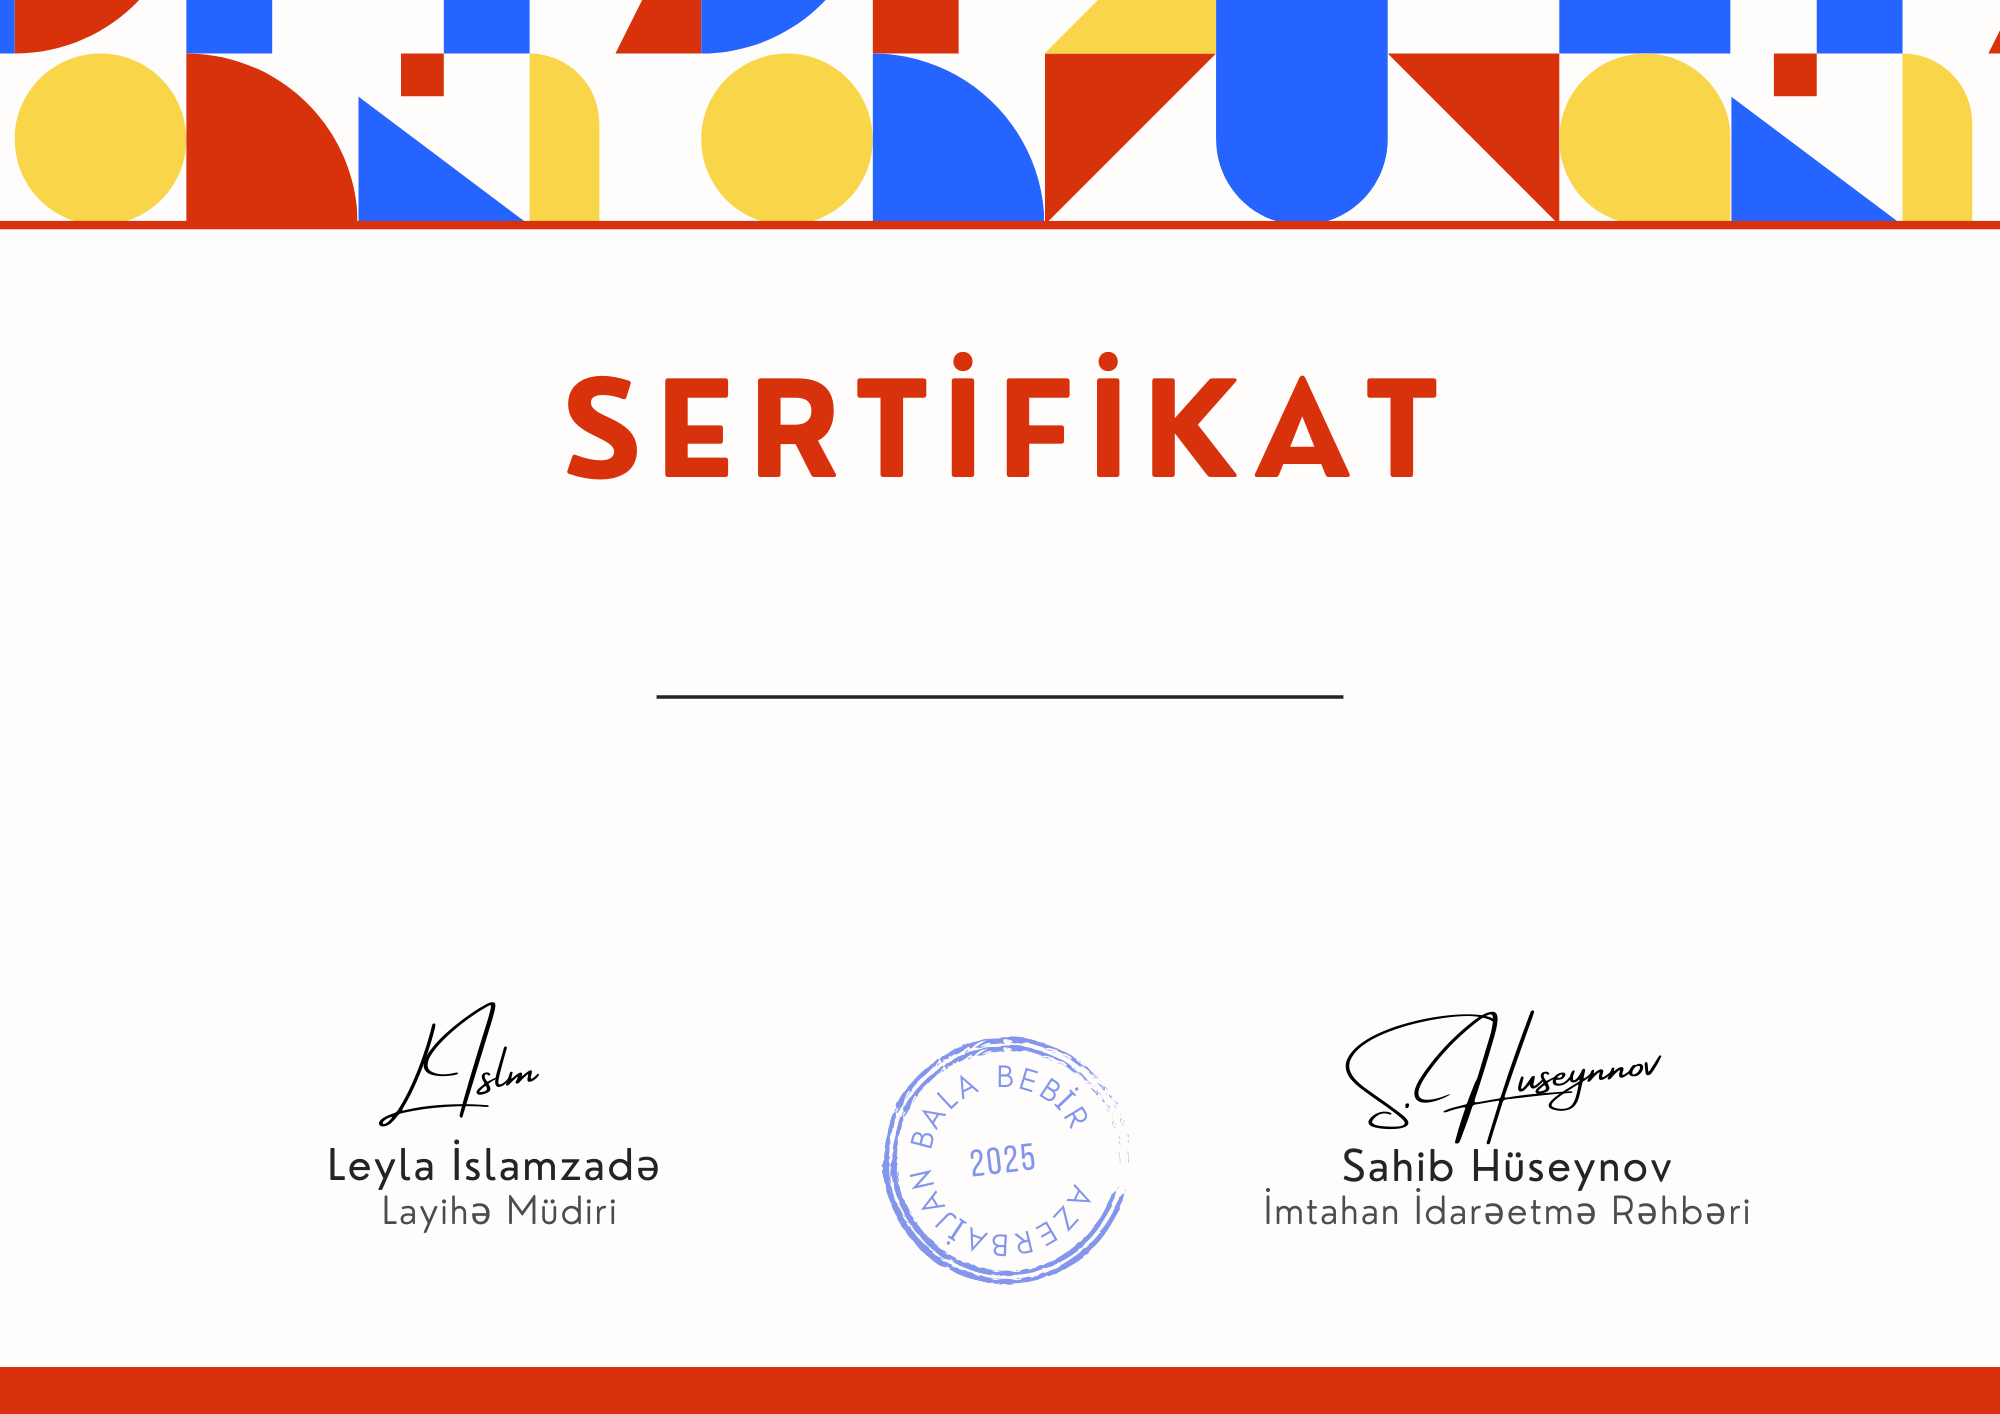 SERTİFİKAT
Islm
S. Huseynnov
Leyla İslamzadə
Layihə Müdiri
BALA BEBİR
2025
AZERBAİJAN
Sahib Hüseynov
İmtahan İdarəetmə Rəhbəri